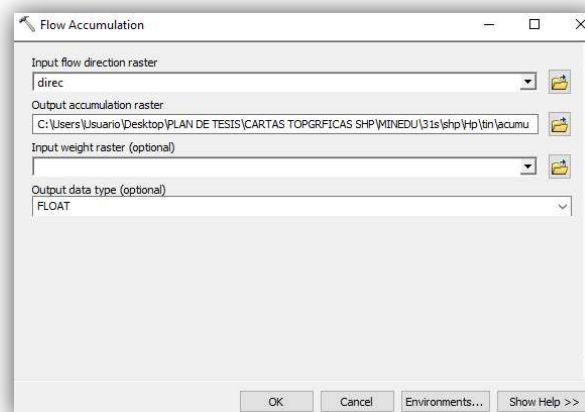 Flow Accumulation
Input flow direction raster
direc
Output accumulation raster
C:\Users\Usuario\Desktop\PLAN DE TESIS\CARTAS TOPGRFICAS SHP\MINEDU\31s\shp\Hp\tin\acumu
Input weight raster (optional)
Output data type (optional)
FLOAT
OK Cancel Environments... Show Help >>